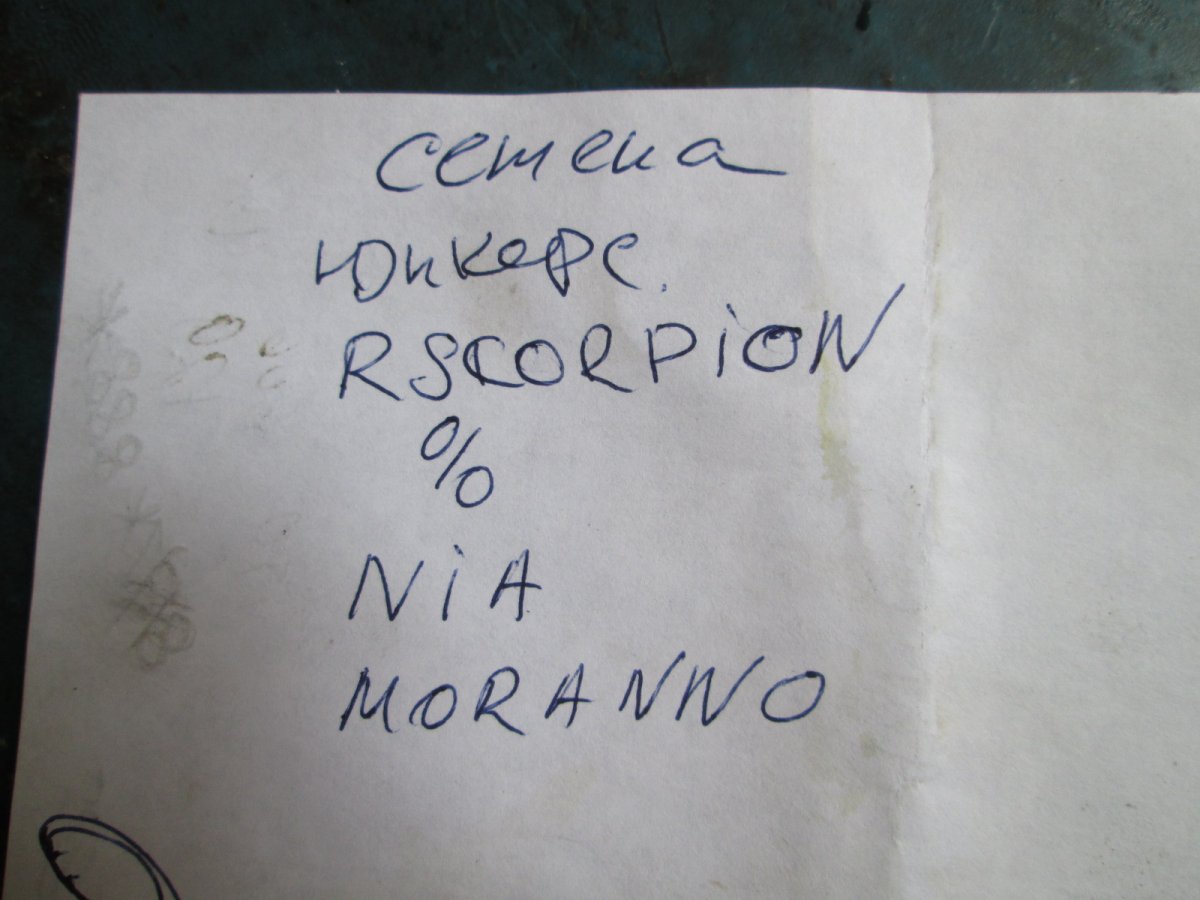 семена
Юнкерс.
RSCORPiON
%
NiA
MORANNO